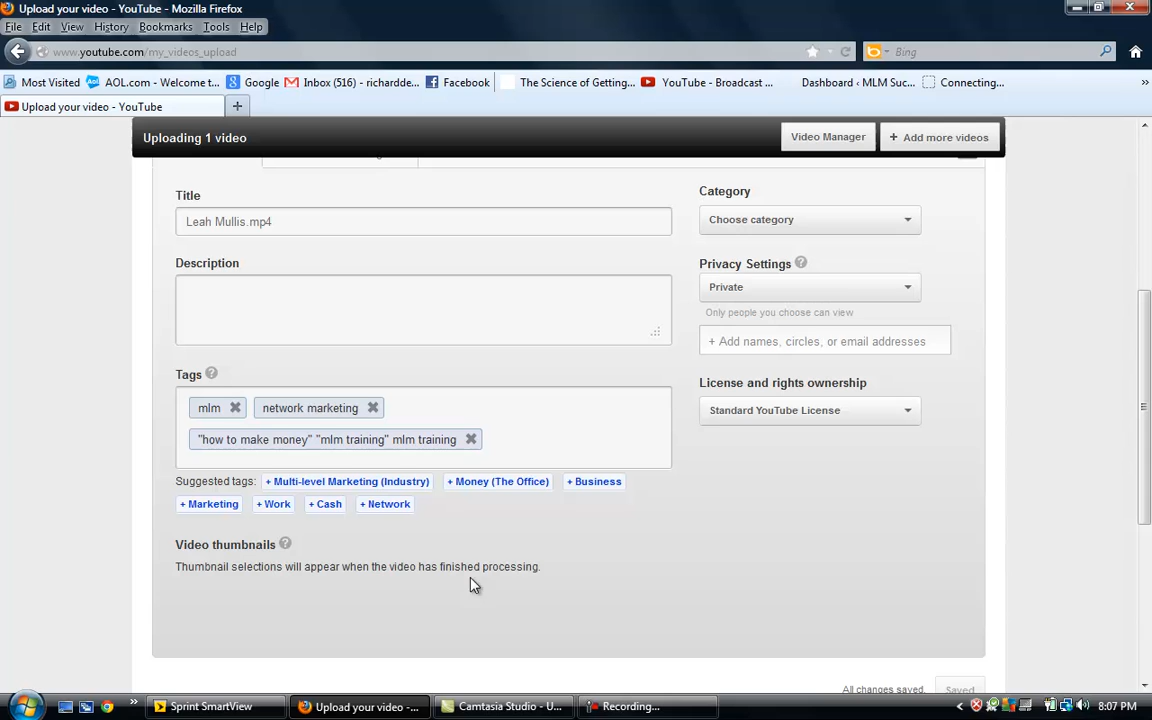 Upload your video - YouTube - Mozilla Firefox
File Edit View History Bookmarks Tools Help
www.youtube.com/my_videos_upload Bing
Most Visited AOL.com - Welcome t... Google Inbox (516) - richardde... Facebook The Science of Getting... YouTube - Broadcast ... Dashboard ‹ MLM Suc... Connecting... »
Upload your video - YouTube +
Uploading 1 video Video Manager + Add more videos
Title Category
Leah Mullis.mp4 Choose category
Description Privacy Settings ?
Private
Only people you choose can view
+ Add names, circles, or email addresses
Tags ? License and rights ownership
mlm network marketing Standard YouTube License
"how to make money" "mlm training" mlm training
Suggested tags: + Multi-level Marketing (Industry) + Money (The Office) + Business
+ Marketing + Work + Cash + Network
Video thumbnails ?
Thumbnail selections will appear when the video has finished processing.
All changes saved. Saved
» Sprint SmartView Upload your video -... Camtasia Studio - U... Recording... 8:07 PM